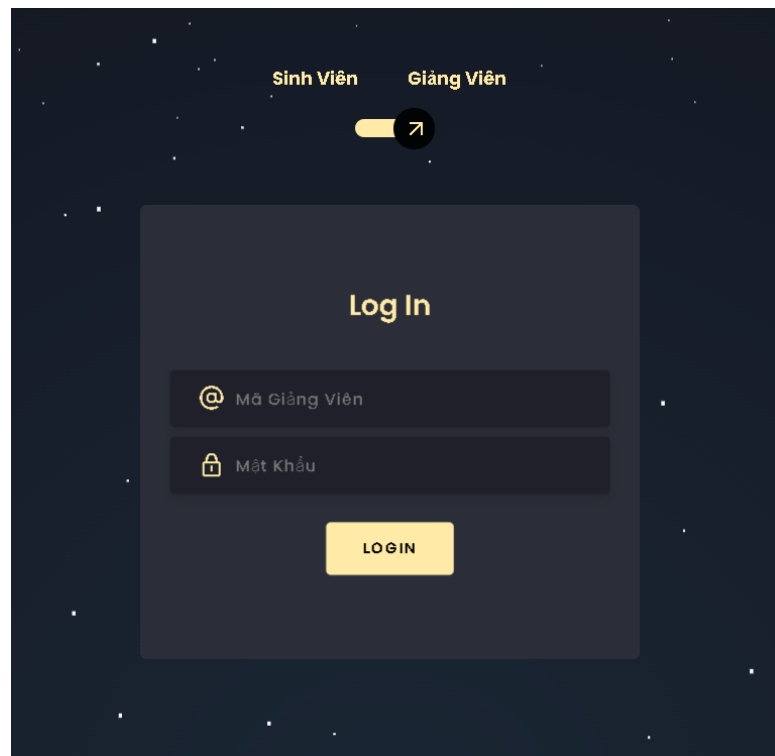 Sinh Viên Giảng Viên
Log In
Mã Giảng Viên
Mật Khẩu
LOGIN